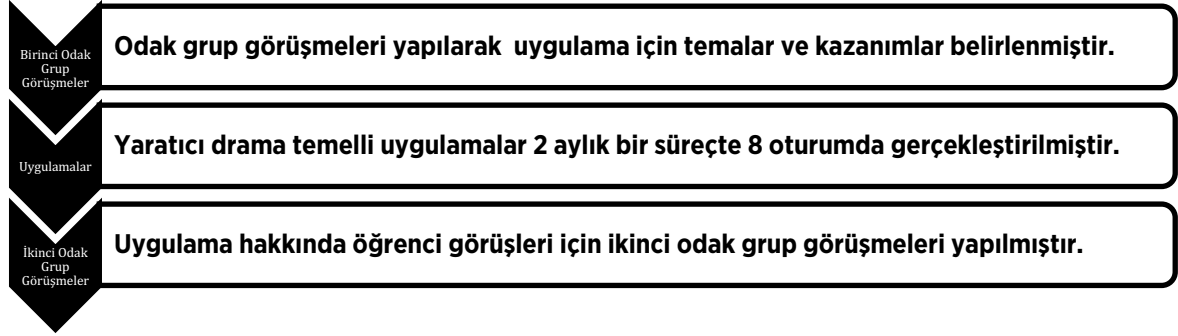 Birinci Odak
Grup
Görüşmeler
Odak grup görüşmeleri yapılarak uygulama için temalar ve kazanımlar belirlenmiştir.
Uygulamalar
Yaratıcı drama temelli uygulamalar 2 aylık bir süreçte 8 oturumda gerçekleştirilmiştir.
İkinci Odak
Grup
Görüşmeler
Uygulama hakkında öğrenci görüşleri için ikinci odak grup görüşmeleri yapılmıştır.